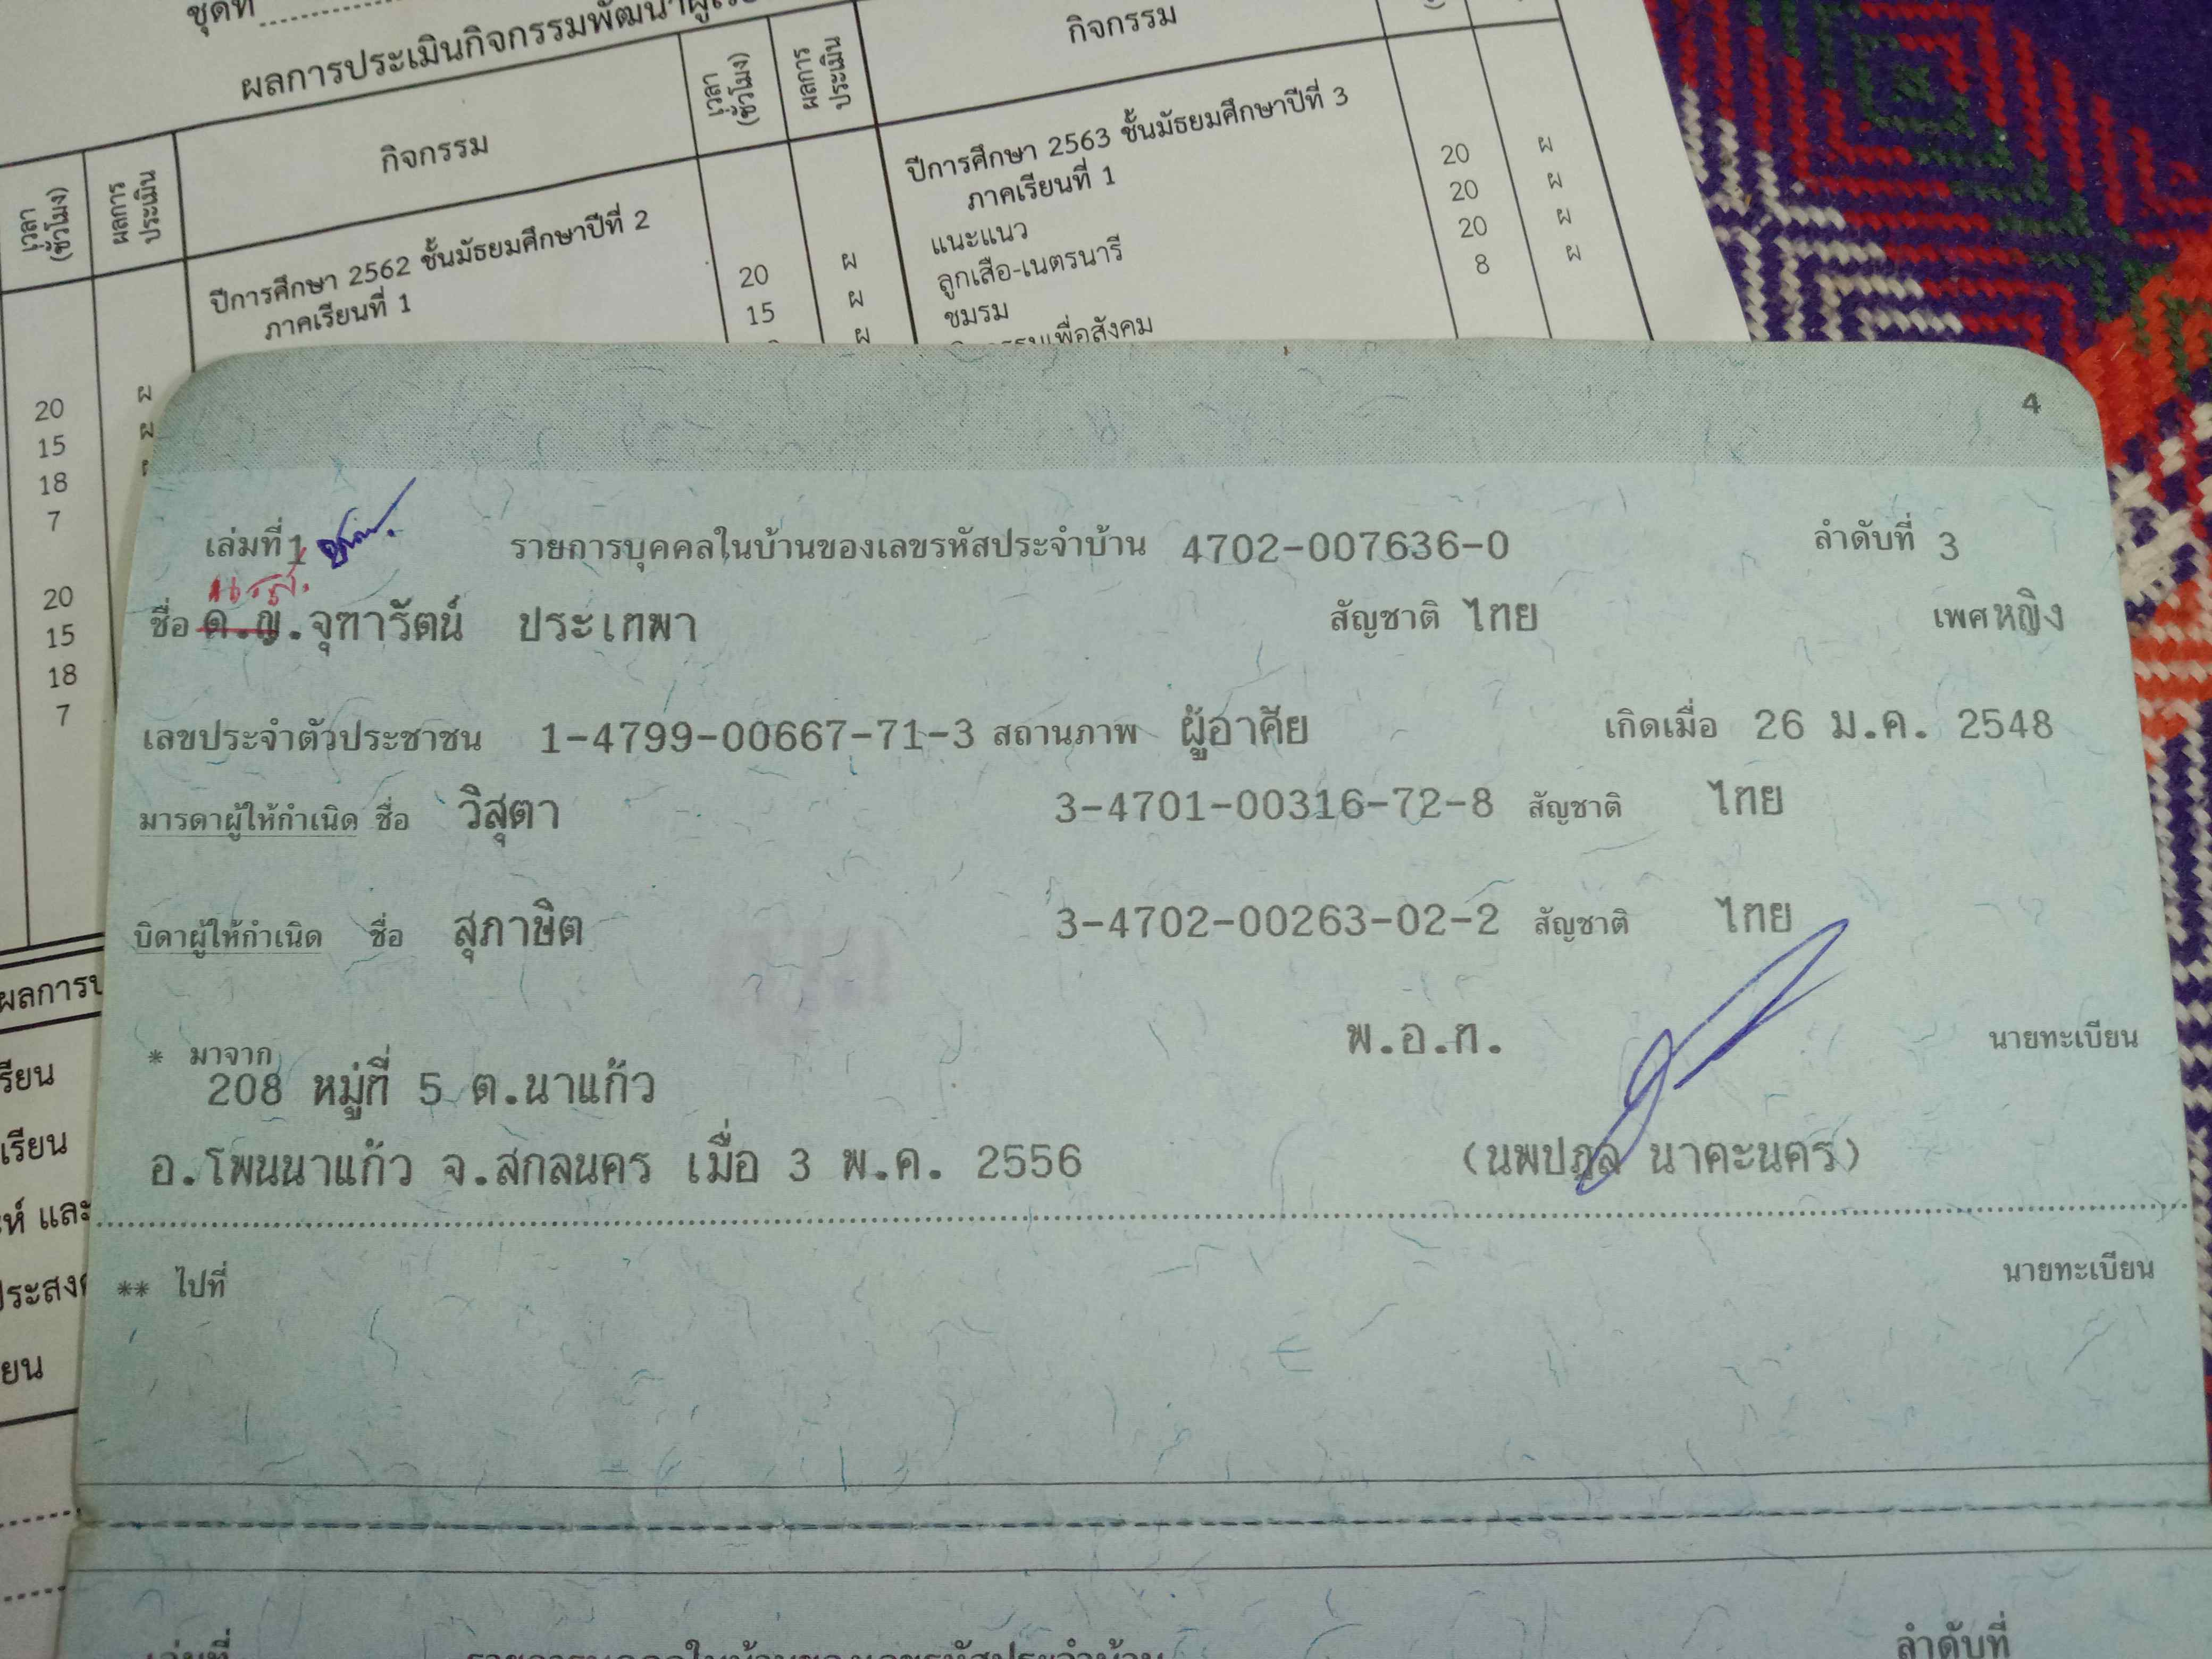 ชุดที่
ผลการประเมินกิจกรรมพัฒนาผู้เรีย
เวลา (ชั่วโมง) ผลการประเมิน กิจกรรม เวลา (ชั่วโมง) ผลการประเมิน กิจกรรม
ปีการศึกษา 2562 ชั้นมัธยมศึกษาปีที่ 2
ภาคเรียนที่ 1
20 ผ
15 ผ
ผ
ปีการศึกษา 2563 ชั้นมัธยมศึกษาปีที่ 3
ภาคเรียนที่ 1
แนะแนว 20 ผ
ลูกเสือ-เนตรนารี 20 ผ
ชมรม 20 ผ
เพื่อสังคม 8 ผ
20 ผ
15 ผ
18
7
20
15
18
7
ผลการป
รียน
เรียน
ห์ และ
ประสงค
ยน
4
เล่มที่ 1 รายการบุคคลในบ้านของเลขรหัสประจำบ้าน 4702-007636-0 ลำดับที่ 3
น.ส.
ชื่อ ด.ญ.จุฑารัตน์ ประเทพา สัญชาติ ไทย เพศ หญิง
เลขประจำตัวประชาชน 1-4799-00667-71-3 สถานภาพ ผู้อาศัย เกิดเมื่อ 26 ม.ค. 2548
มารดาผู้ให้กำเนิด ชื่อ วิสุตา 3-4701-00316-72-8 สัญชาติ ไทย
บิดาผู้ให้กำเนิด ชื่อ สุภาษิต 3-4702-00263-02-2 สัญชาติ ไทย
* มาจาก พ.อ.ท. นายทะเบียน
208 หมู่ที่ 5 ต.นาแก้ว
อ.โพนนาแก้ว จ.สกลนคร เมื่อ 3 พ.ค. 2556 (นพปฎล นาคะนคร)
** ไปที่ นายทะเบียน
เล่มที่ รายการบุคคลในบ้านของเลขรหัสประจำบ้าน ลำดับที่